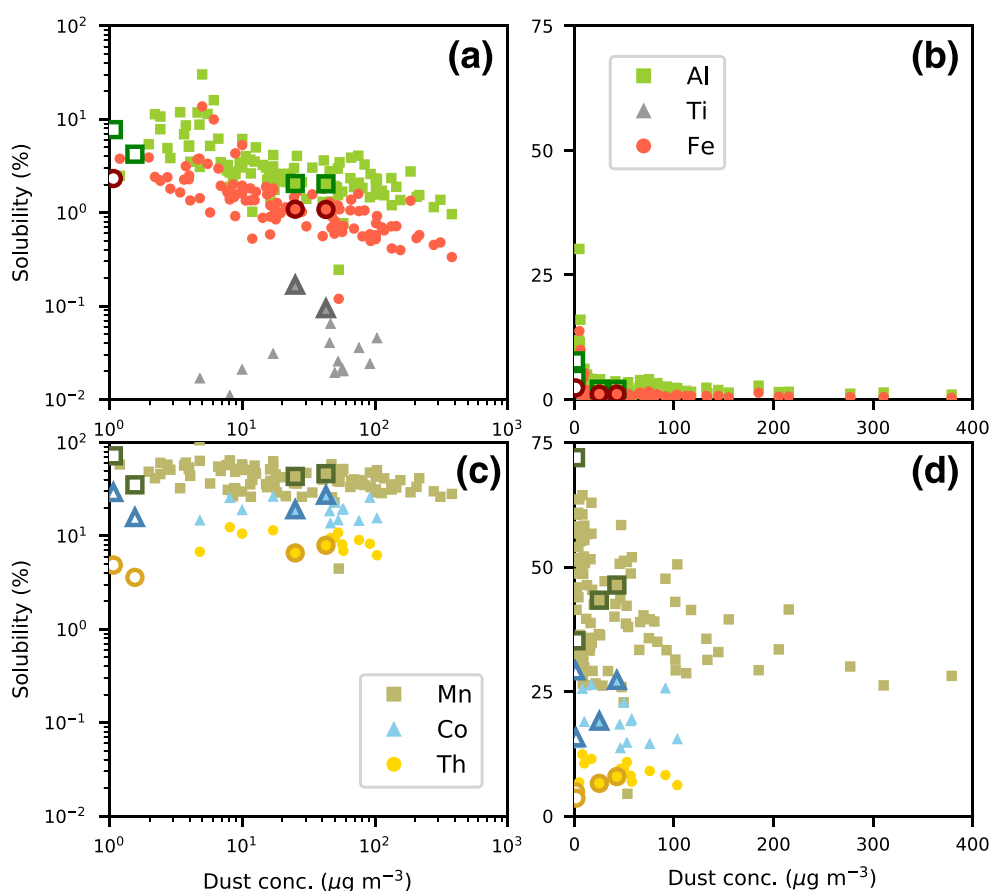 10²
10¹
10⁰
10⁻¹
10⁻²
Solubility (%)
10⁰
10¹
10²
10³
(a)
75
50
25
0
0
100
200
300
400
(b)
Al
Ti
Fe
10²
10¹
10⁰
10⁻¹
10⁻²
Solubility (%)
10⁰
10¹
10²
10³
Dust conc. (μg m⁻³)
(c)
Mn
Co
Th
75
50
25
0
0
100
200
300
400
Dust conc. (μg m⁻³)
(d)